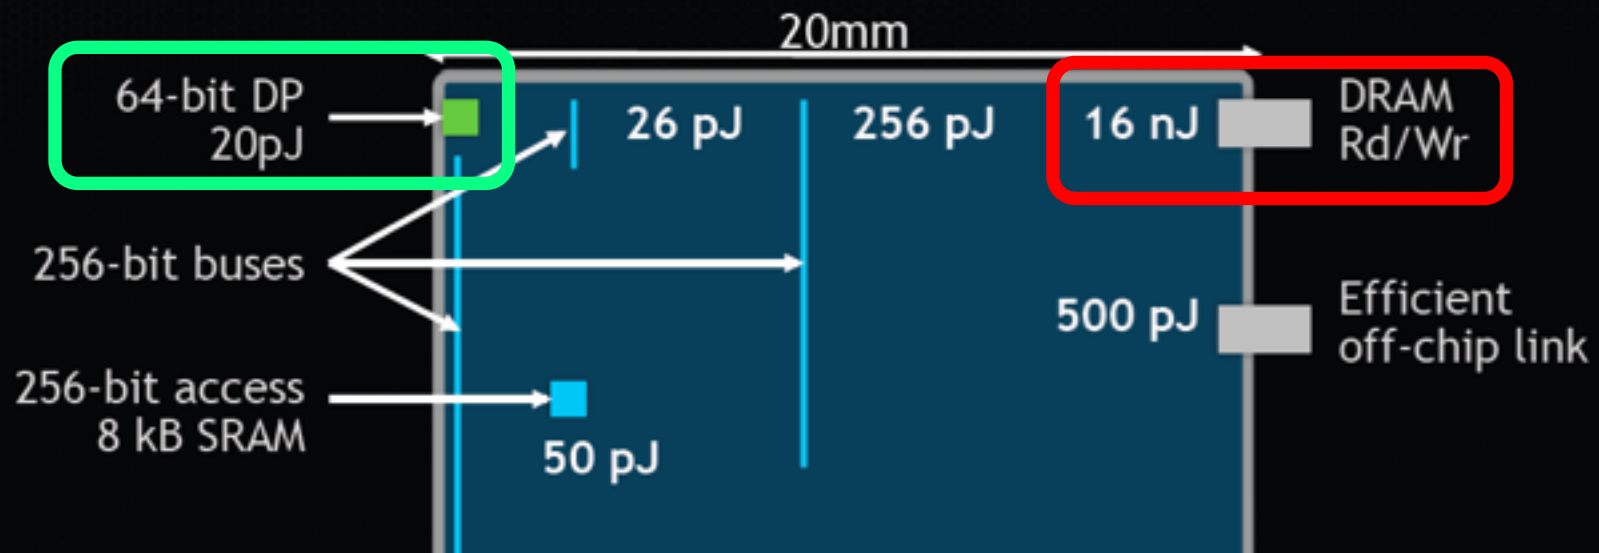 20mm
64-bit DP
20pJ
26 pJ
256 pJ
16 nJ
DRAM
Rd/Wr
256-bit buses
500 pJ
Efficient
off-chip link
256-bit access
8 kB SRAM
50 pJ